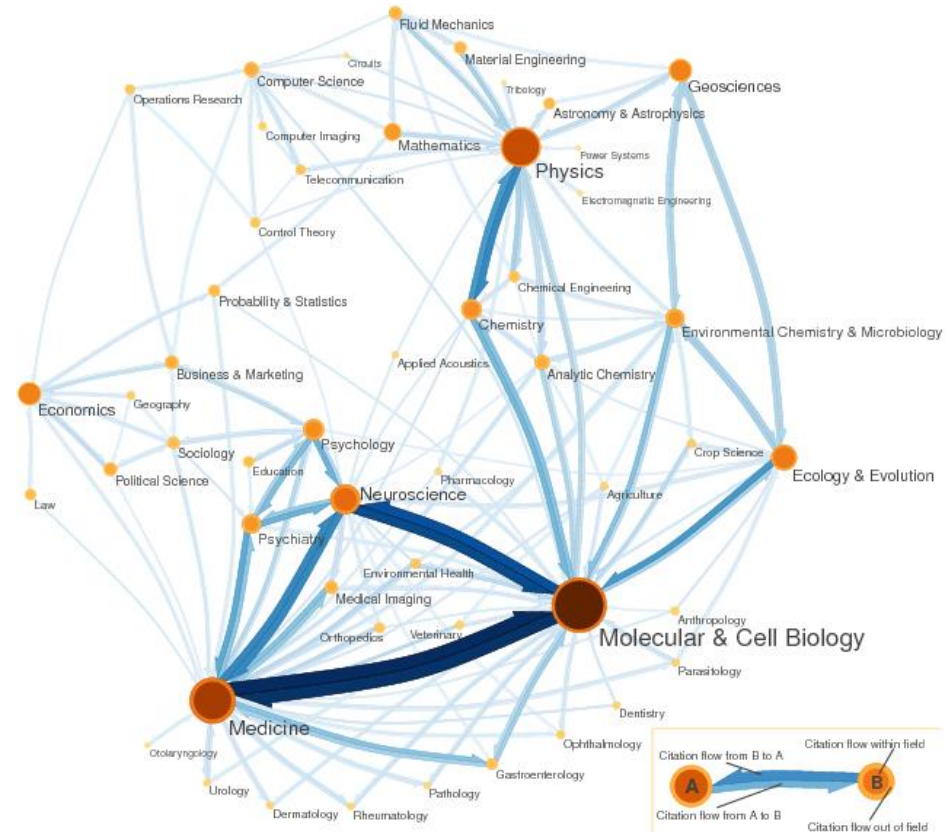 Fluid Mechanics
Material Engineering
Circuits
Computer Science
Geosciences
Tribology
Operations Research
Astronomy & Astrophysics
Computer Imaging
Mathematics
Power Systems
Physics
Telecommunication
Electromagnetic Engineering
Control Theory
Chemical Engineering
Probability & Statistics
Chemistry
Environmental Chemistry & Microbiology
Applied Acoustics
Analytic Chemistry
Business & Marketing
Geography
Economics
Psychology
Sociology
Crop Science
Education
Ecology & Evolution
Political Science
Pharmacology
Neuroscience
Agriculture
Law
Psychiatry
Environmental Health
Medical Imaging
Anthropology
Orthopedics
Veterinary
Molecular & Cell Biology
Parasitology
Dentistry
Medicine
Ophthalmology
Otolaryngology
Gastroenterology
Urology
Pathology
Dermatology
Rheumatology
Citation flow from B to A
Citation flow within field
A
B
Citation flow from A to B
Citation flow out of field